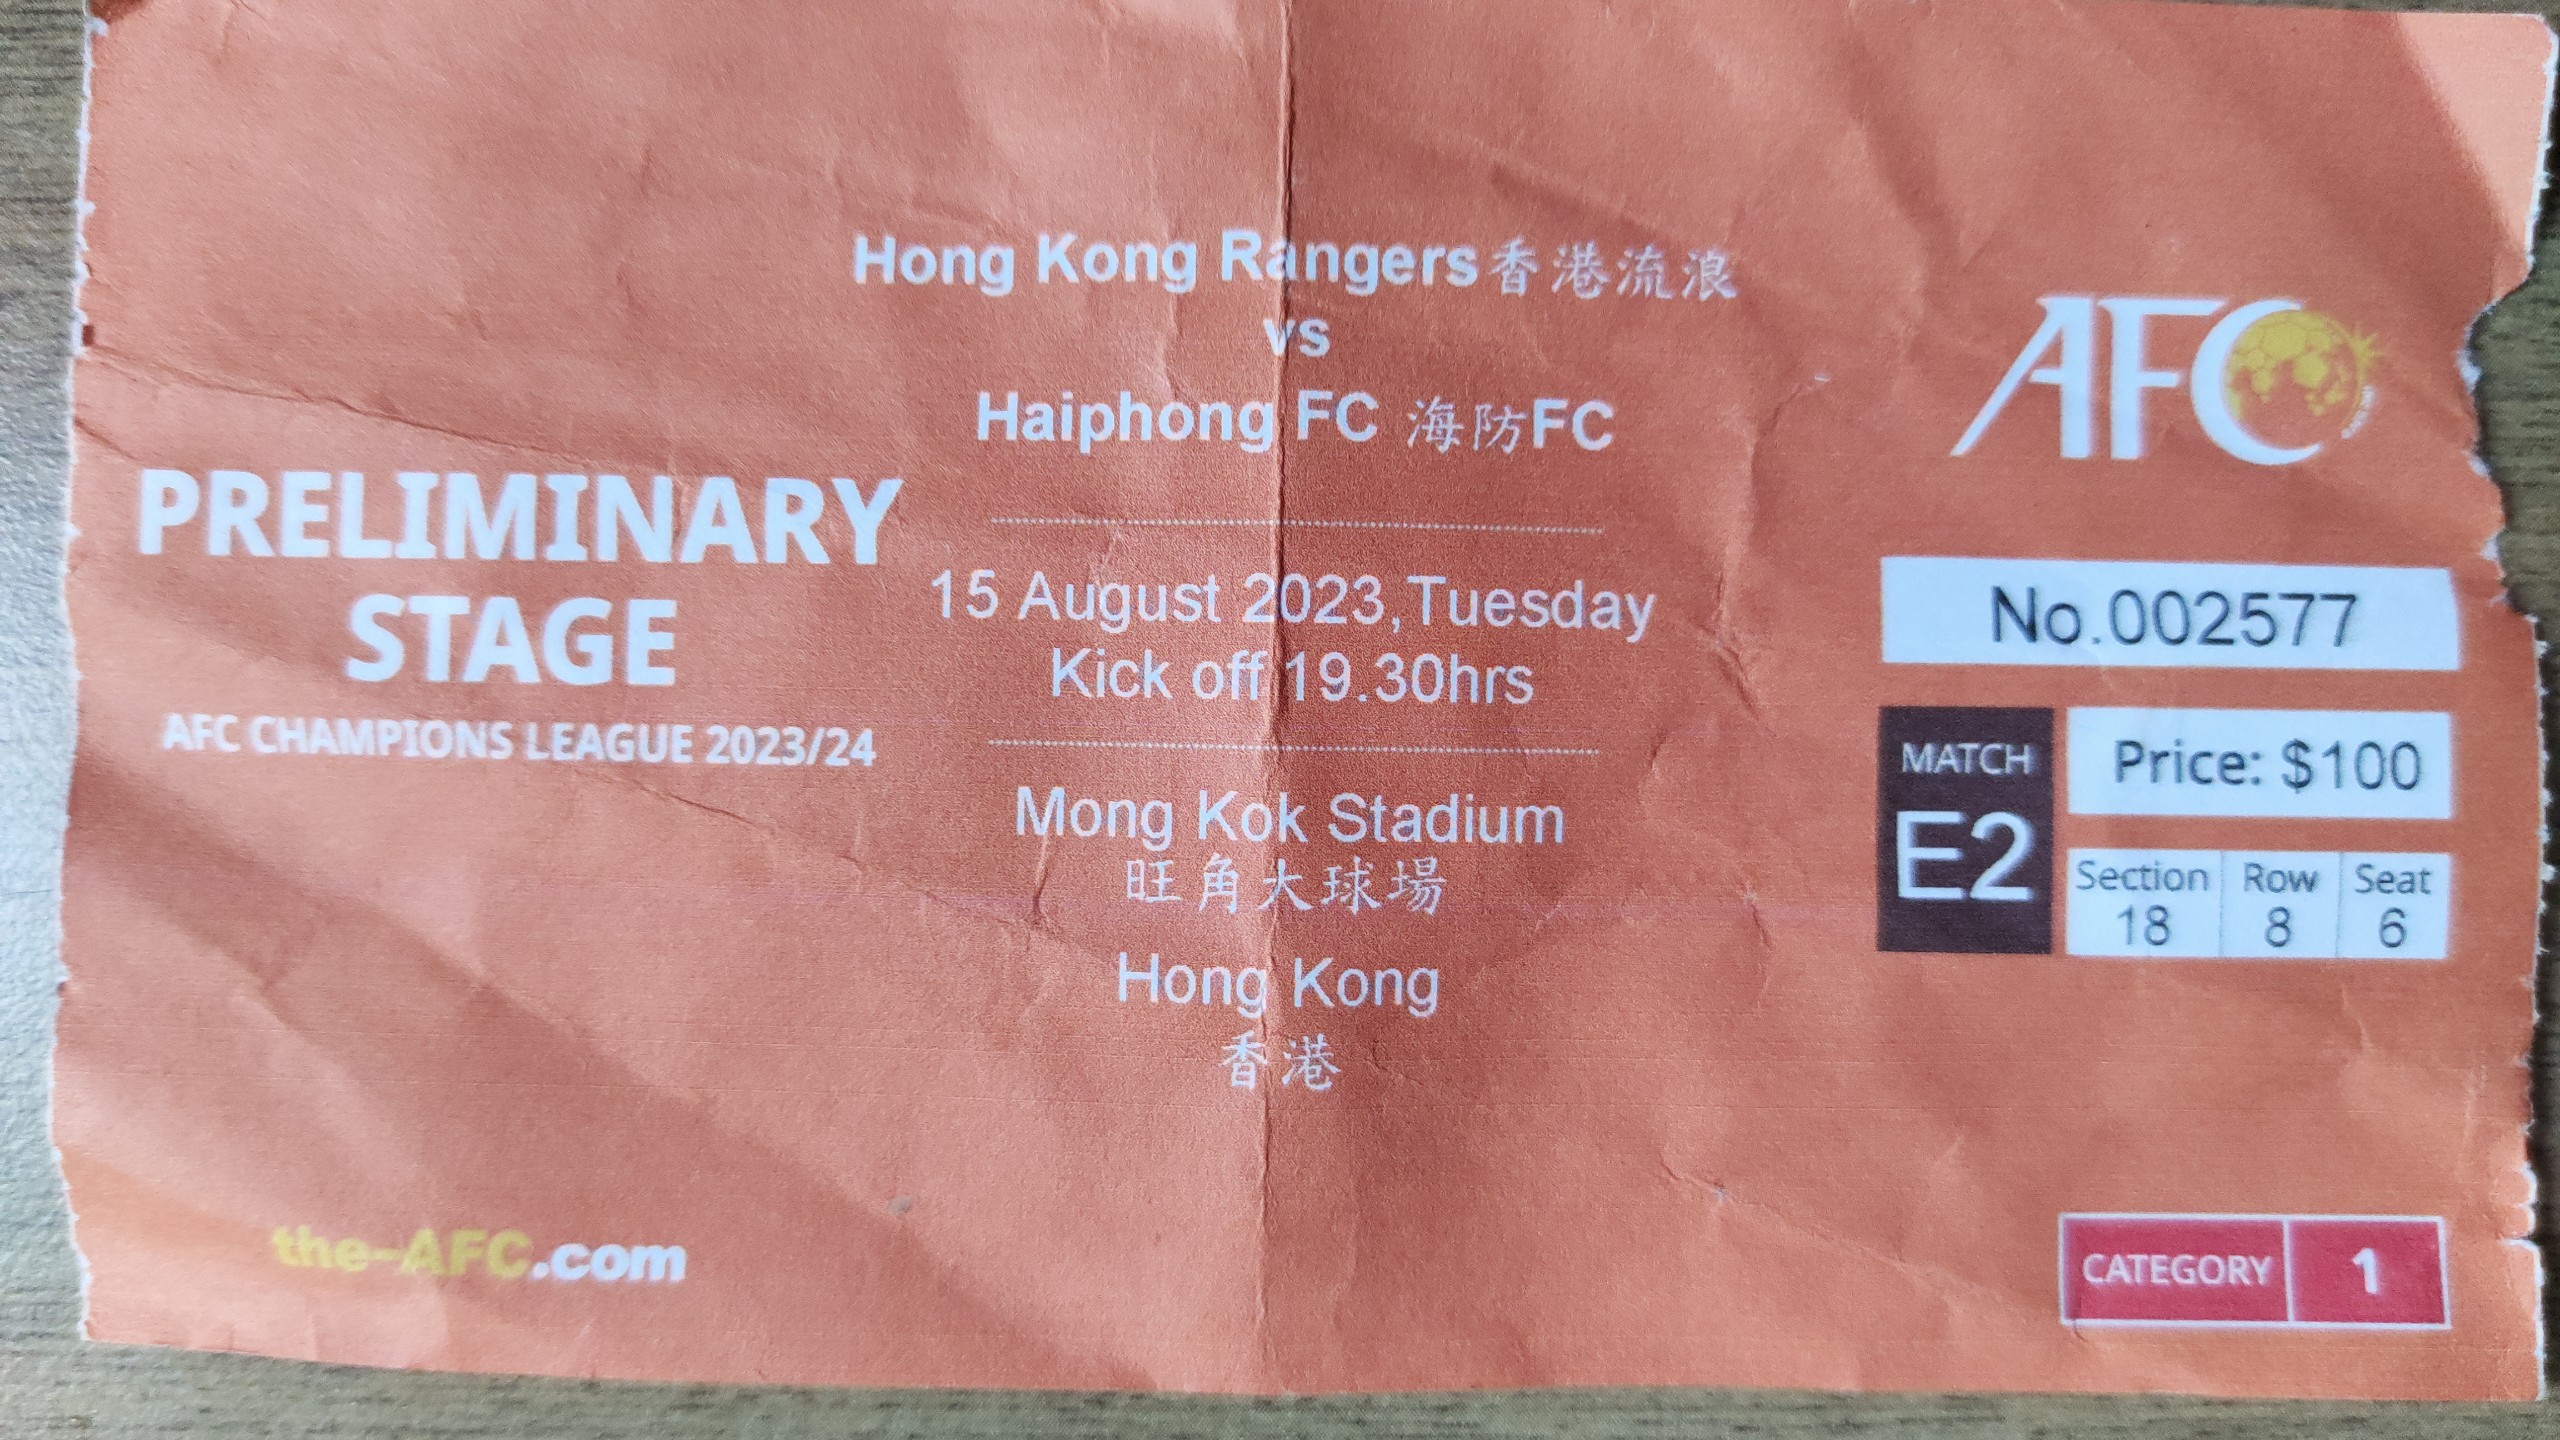 Hong Kong Rangers香港流浪
vs
Haiphong FC 海防FC
PRELIMINARY
STAGE
AFC CHAMPIONS LEAGUE 2023/24
15 August 2023,Tuesday
Kick off 19.30hrs
Mong Kok Stadium
旺角大球場
Hong Kong
香港
the-AFC.com
AFC
No.002577
MATCH
E2
Price: $100
Section Row Seat
18 8 6
CATEGORY 1